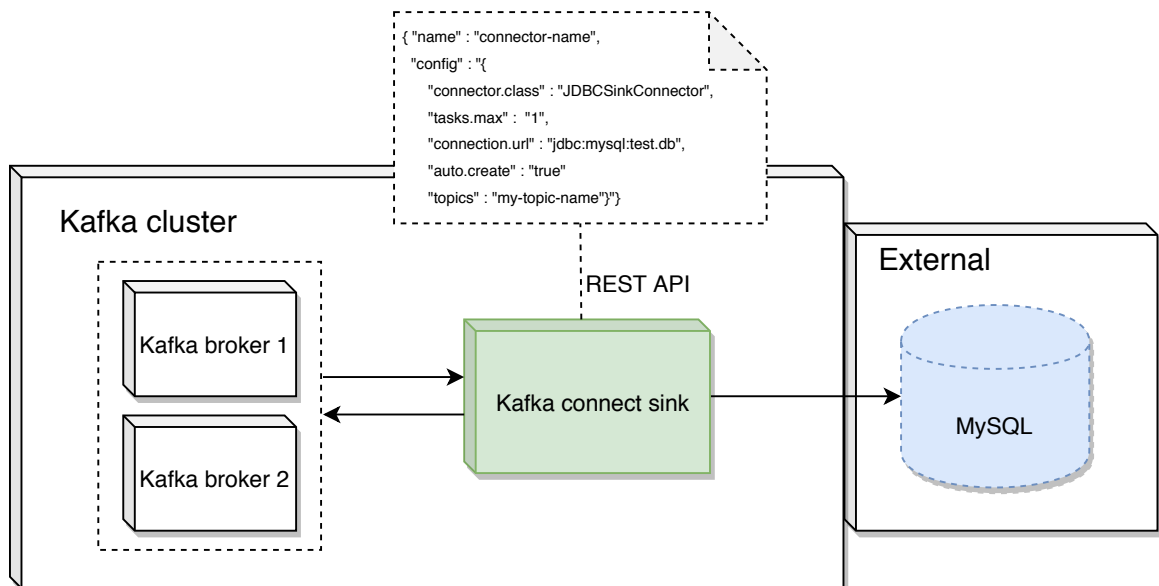 { "name" : "connector-name",
"config" : "{
"connector.class" : "JDBCSinkConnector",
"tasks.max" :  "1",
"connection.url" : "jdbc:mysql:test.db",
"auto.create" : "true"
"topics" : "my-topic-name"}"}
Kafka cluster
External
REST API
Kafka broker 1
Kafka connect sink
MySQL
Kafka broker 2